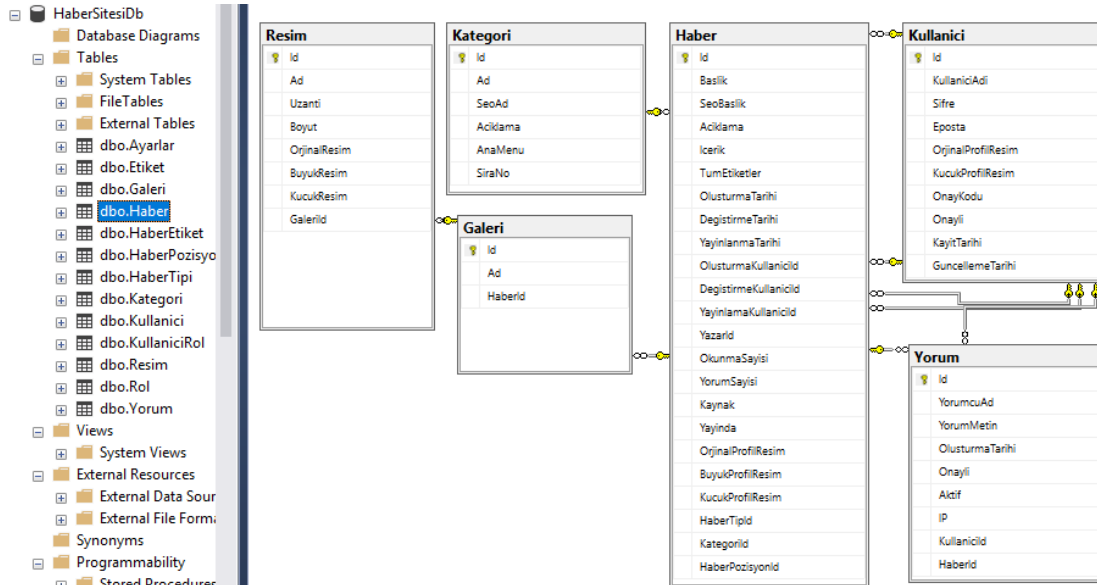 HaberSitesiDb
Database Diagrams
Tables
System Tables
FileTables
External Tables
dbo.Ayarlar
dbo.Etiket
dbo.Galeri
dbo.Haber
dbo.HaberEtiket
dbo.HaberPozisyo
dbo.HaberTipi
dbo.Kategori
dbo.Kullanici
dbo.KullaniciRol
dbo.Resim
dbo.Rol
dbo.Yorum
Views
System Views
External Resources
External Data Sour
External File Forma
Synonyms
Programmability
Stored Procedures
Resim
Id
Ad
Uzanti
Boyut
OrjinalResim
BuyukResim
KucukResim
GaleriId
Kategori
Id
Ad
SeoAd
Aciklama
AnaMenu
SiraNo
Galeri
Id
Ad
HaberId
Haber
Id
Baslik
SeoBaslik
Aciklama
Icerik
TumEtiketler
OlusturmaTarihi
DegistirmeTarihi
YayinlanmaTarihi
OlusturmaKullaniciId
DegistirmeKullaniciId
YayinlamaKullaniciId
YazarId
OkunmaSayisi
YorumSayisi
Kaynak
Yayinda
OrjinalProfilResim
BuyukProfilResim
KucukProfilResim
HaberTipId
KategoriId
HaberPozisyonId
Kullanici
Id
KullaniciAdi
Sifre
Eposta
OrjinalProfilResim
KucukProfilResim
OnayKodu
Onayli
KayitTarihi
GuncellemeTarihi
Yorum
Id
YorumcuAd
YorumMetin
OlusturmaTarihi
Onayli
Aktif
IP
KullaniciId
HaberId